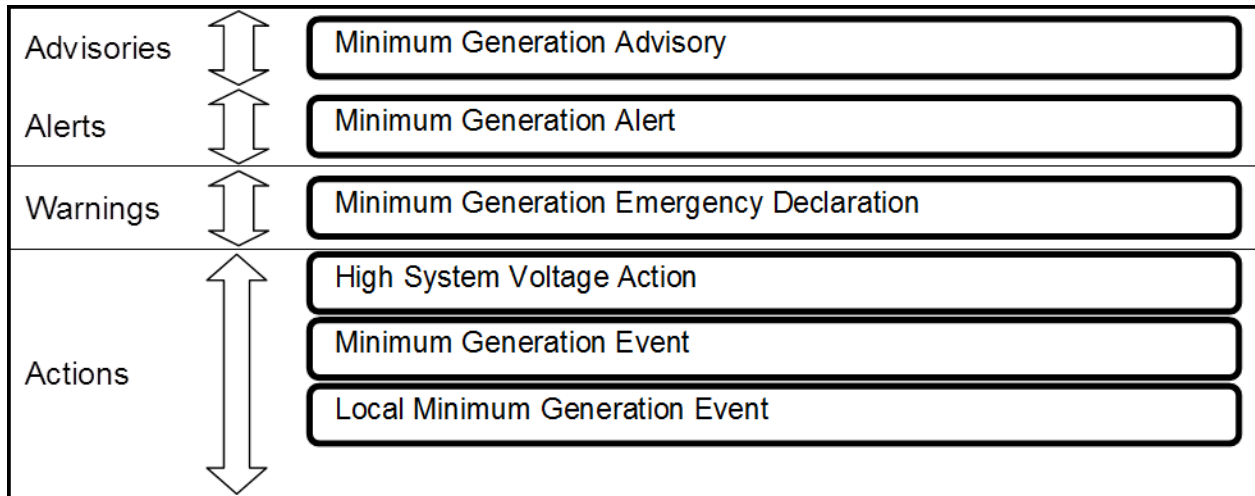 Advisories
Minimum Generation Advisory
Alerts
Minimum Generation Alert
Warnings
Minimum Generation Emergency Declaration
Actions
High System Voltage Action
Minimum Generation Event
Local Minimum Generation Event